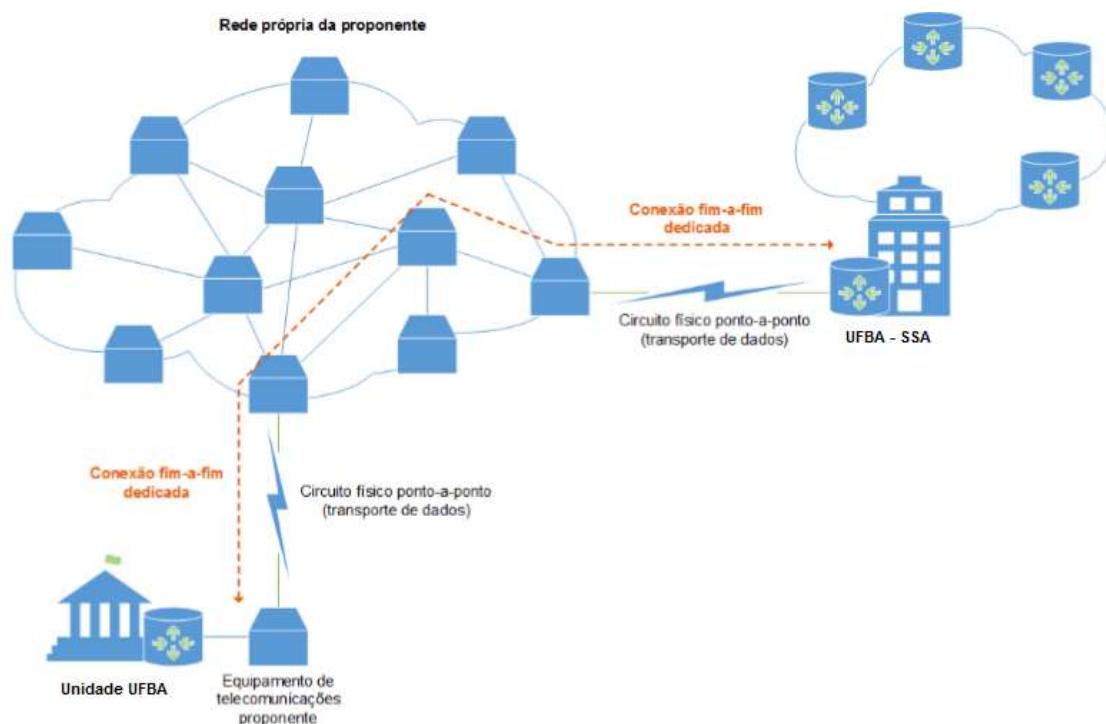 Rede própria da proponente
Conexão fim-a-fim
dedicada
Circuito físico ponto-a-ponto
(transporte de dados)
UFBA - SSA
Conexão fim-a-fim
dedicada
Circuito físico ponto-a-ponto
(transporte de dados)
Unidade UFBA
Equipamento de
telecomunicações
proponente